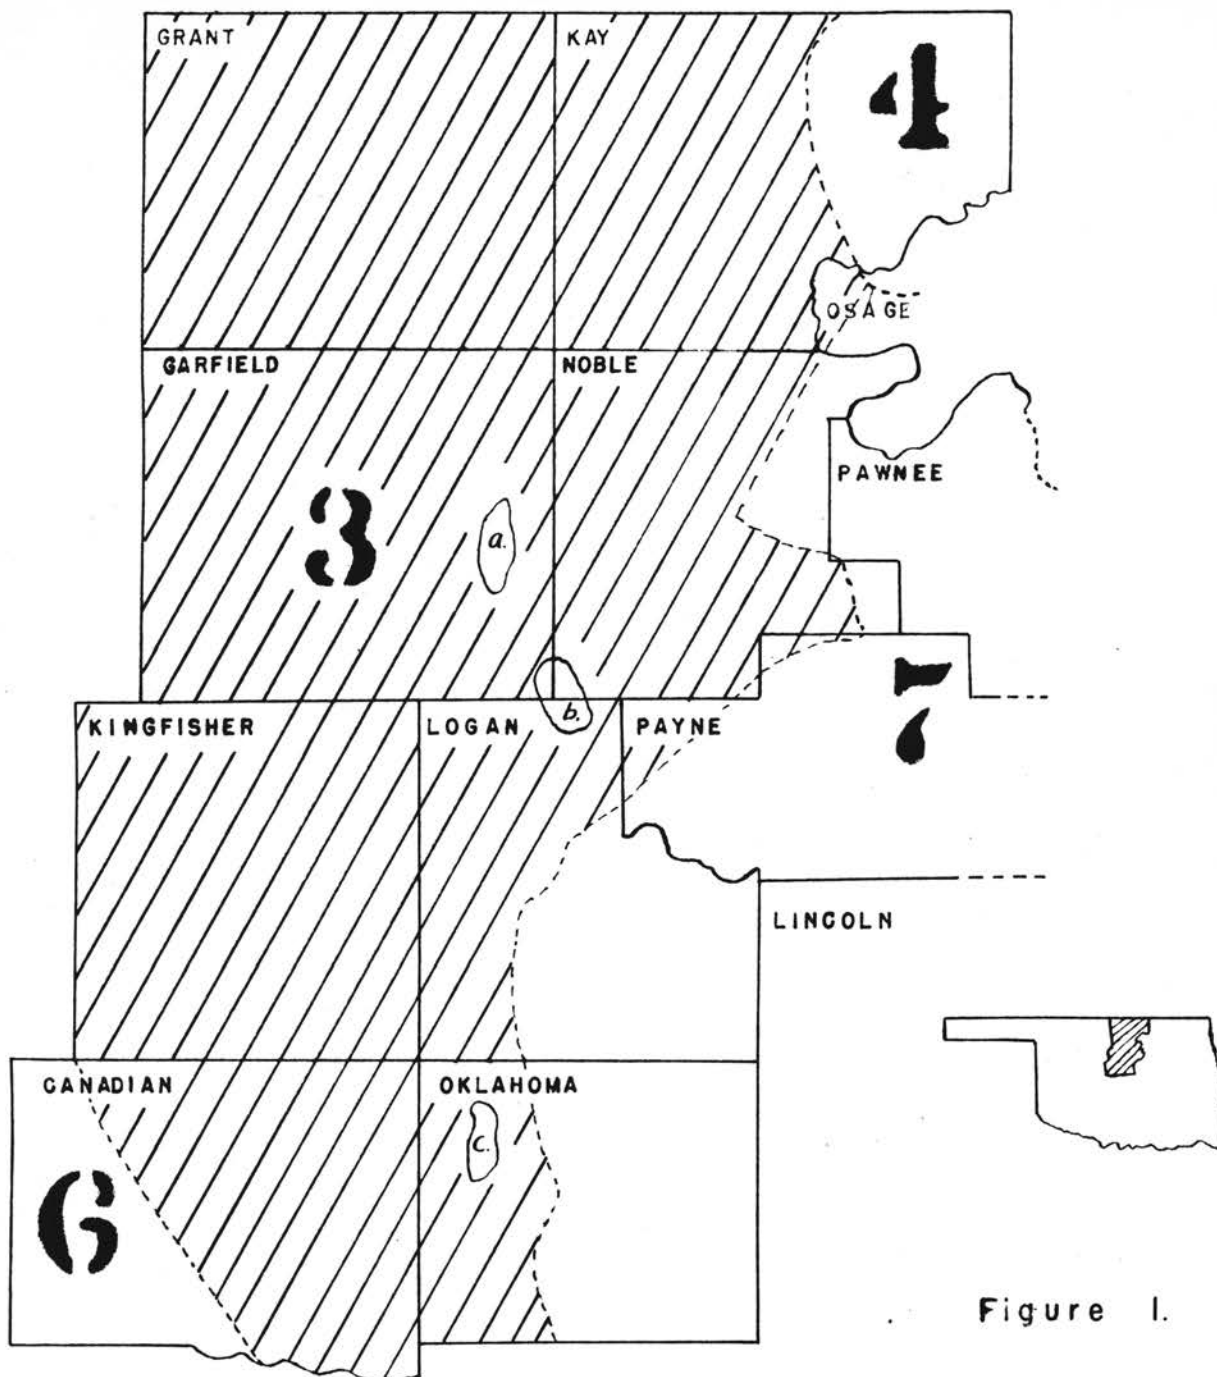 GRANT
KAY
4
OSAGE
GARFIELD
NOBLE
PAWNEE
3
a.
b.
7
KINGFISHER
LOGAN
PAYNE
LINCOLN
CANADIAN
OKLAHOMA
c.
6
Figure 1.